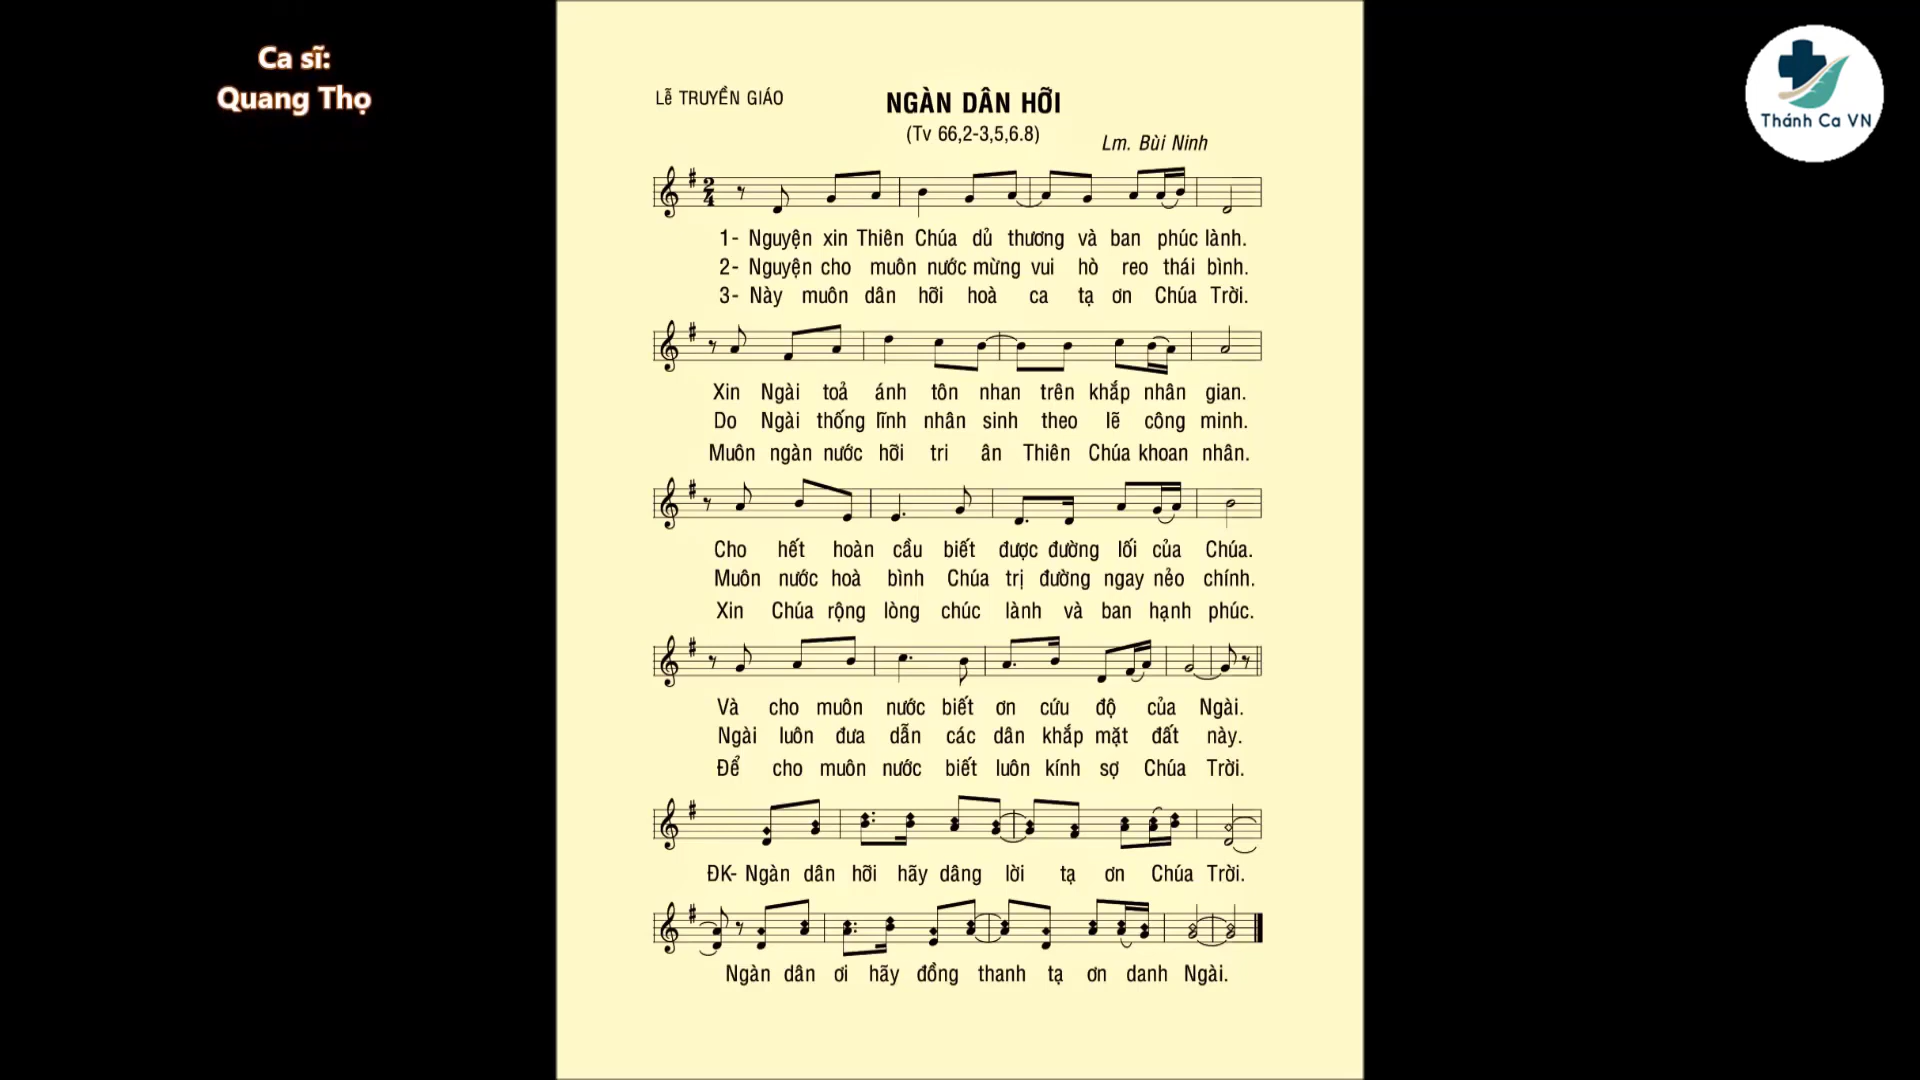 Ca sĩ:
Quang Thọ
Lễ TRUYỀN GIÁO
NGÀN DÂN HỠI
(Tv 66,2-3,5,6.8)
Lm. Bùi Ninh
Thánh Ca VN
2
4
1- Nguyện xin Thiên Chúa dủ thương và ban phúc lành.
2- Nguyện cho muôn nước mừng vui hò reo thái bình.
3- Này muôn dân hỡi hoà ca tạ ơn Chúa Trời.
Xin Ngài toả ánh tôn nhan trên khắp nhân gian.
Do Ngài thống lĩnh nhân sinh theo lẽ công minh.
Muôn ngàn nước hỡi tri ân Thiên Chúa khoan nhân.
Cho hết hoàn cầu biết được đường lối của Chúa.
Muôn nước hoà bình Chúa trị đường ngay nẻo chính.
Xin Chúa rộng lòng chúc lành và ban hạnh phúc.
Và cho muôn nước biết ơn cứu độ của Ngài.
Ngài luôn đưa dẫn các dân khắp mặt đất này.
Để cho muôn nước biết luôn kính sợ Chúa Trời.
ĐK- Ngàn dân hỡi hãy dâng lời tạ ơn Chúa Trời.
Ngàn dân ơi hãy đồng thanh tạ ơn danh Ngài.